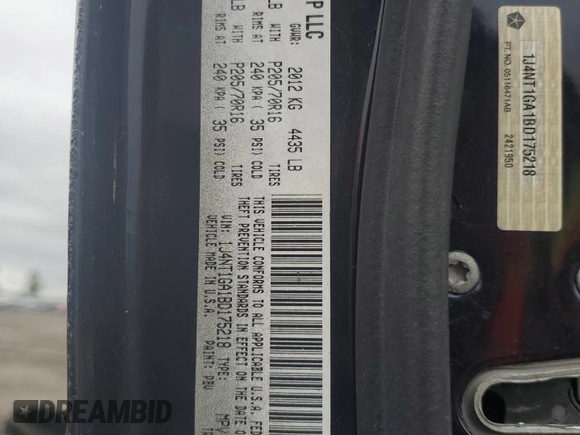 P LLC
GVWR: 2012 KG 4435 LB
LB WITH P205/70R16 TIRES
RIMS AT 240 KPA ( 35 PSI) COLD
LB WITH P205/70R16 TIRES
RIMS AT 240 KPA ( 35 PSI) COLD
THIS VEHICLE CONFORMS TO ALL APPLICABLE U.S.A. FED
THEFT PREVENTION STANDARDS IN EFFECT ON THE DATE O
VIN: 1J4NT1GA1BD175218 TYPE: MPV
VEHICLE MADE IN U.S.A. PAINT: PBV
1J4NT1GA1BD175218
PT. NO. 05116471AB 2421950
DREAMBID